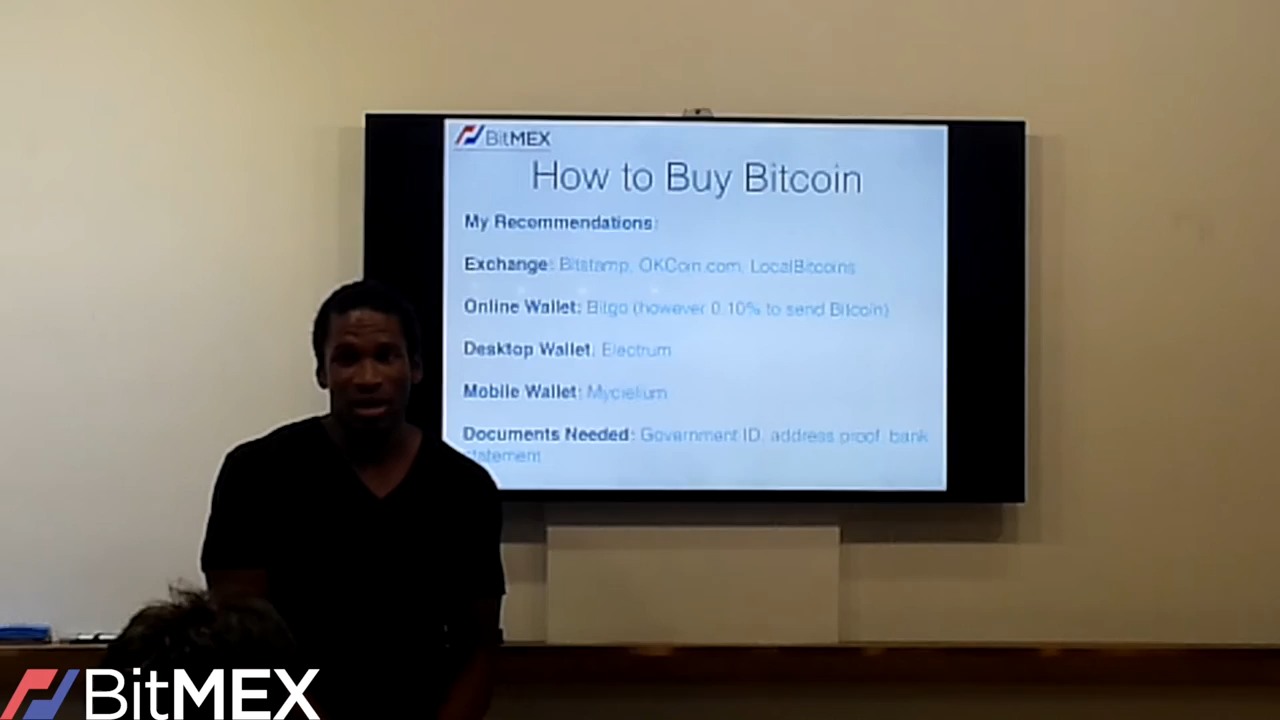 BitMEX
How to Buy Bitcoin
My Recommendations:
Exchange: Bitstamp, OKCoin.com, LocalBitcoins
Online Wallet: Bitgo (however 0.10% to send Bitcoin)
Desktop Wallet: Electrum
Mobile Wallet: Mycielium
Documents Needed: Government ID, address proof, bank
statement
BitMEX